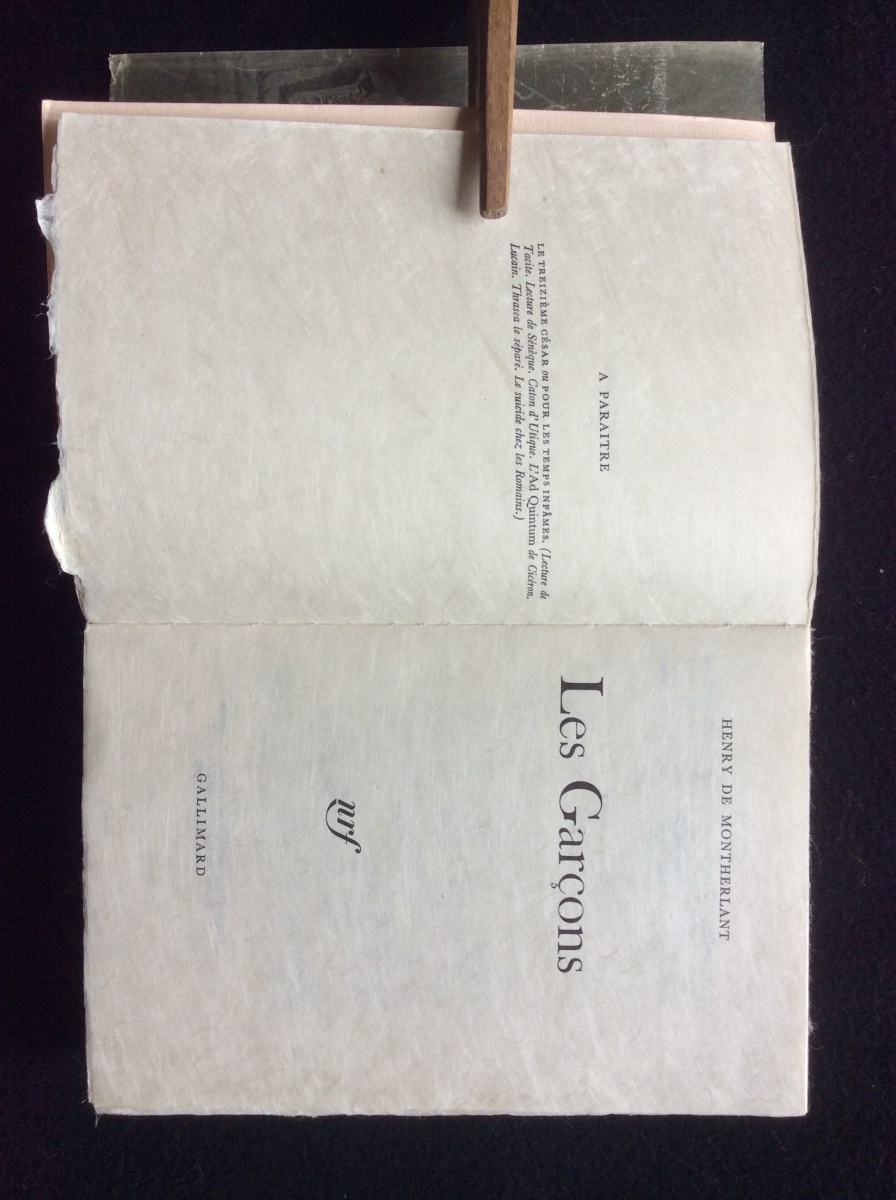 A PARAITRE
LE TREIZIÈME CÉSAR ou POUR LES TEMPS INFÂMES. (Lecture de
Tacite. Lecture de Sénèque. Caton d'Utique. L'Ad Quintum de Cicéron.
Lucain. Thrasea le séparé. Le suicide chez les Romains.)
HENRY DE MONTHERLANT
Les Garçons
nrf
GALLIMARD